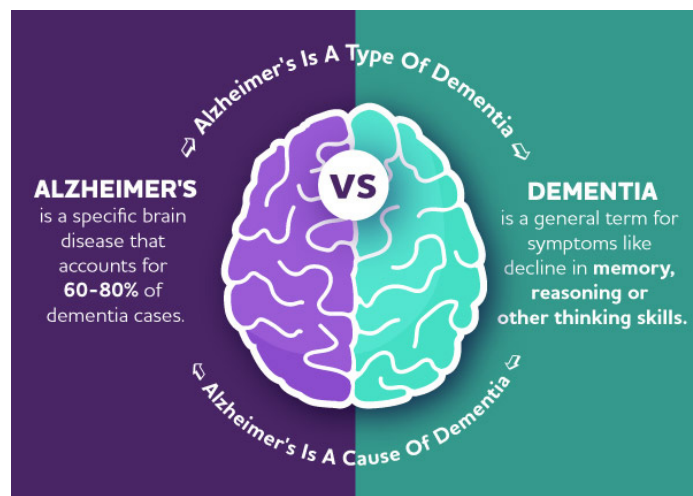 Alzheimer's Is A Type Of Dementia
VS
ALZHEIMER'S
is a specific brain
disease that
accounts for
60-80% of
dementia cases.
DEMENTIA
is a general term for
symptoms like
decline in memory,
reasoning or
other thinking skills.
Alzheimer's Is A Cause Of Dementia